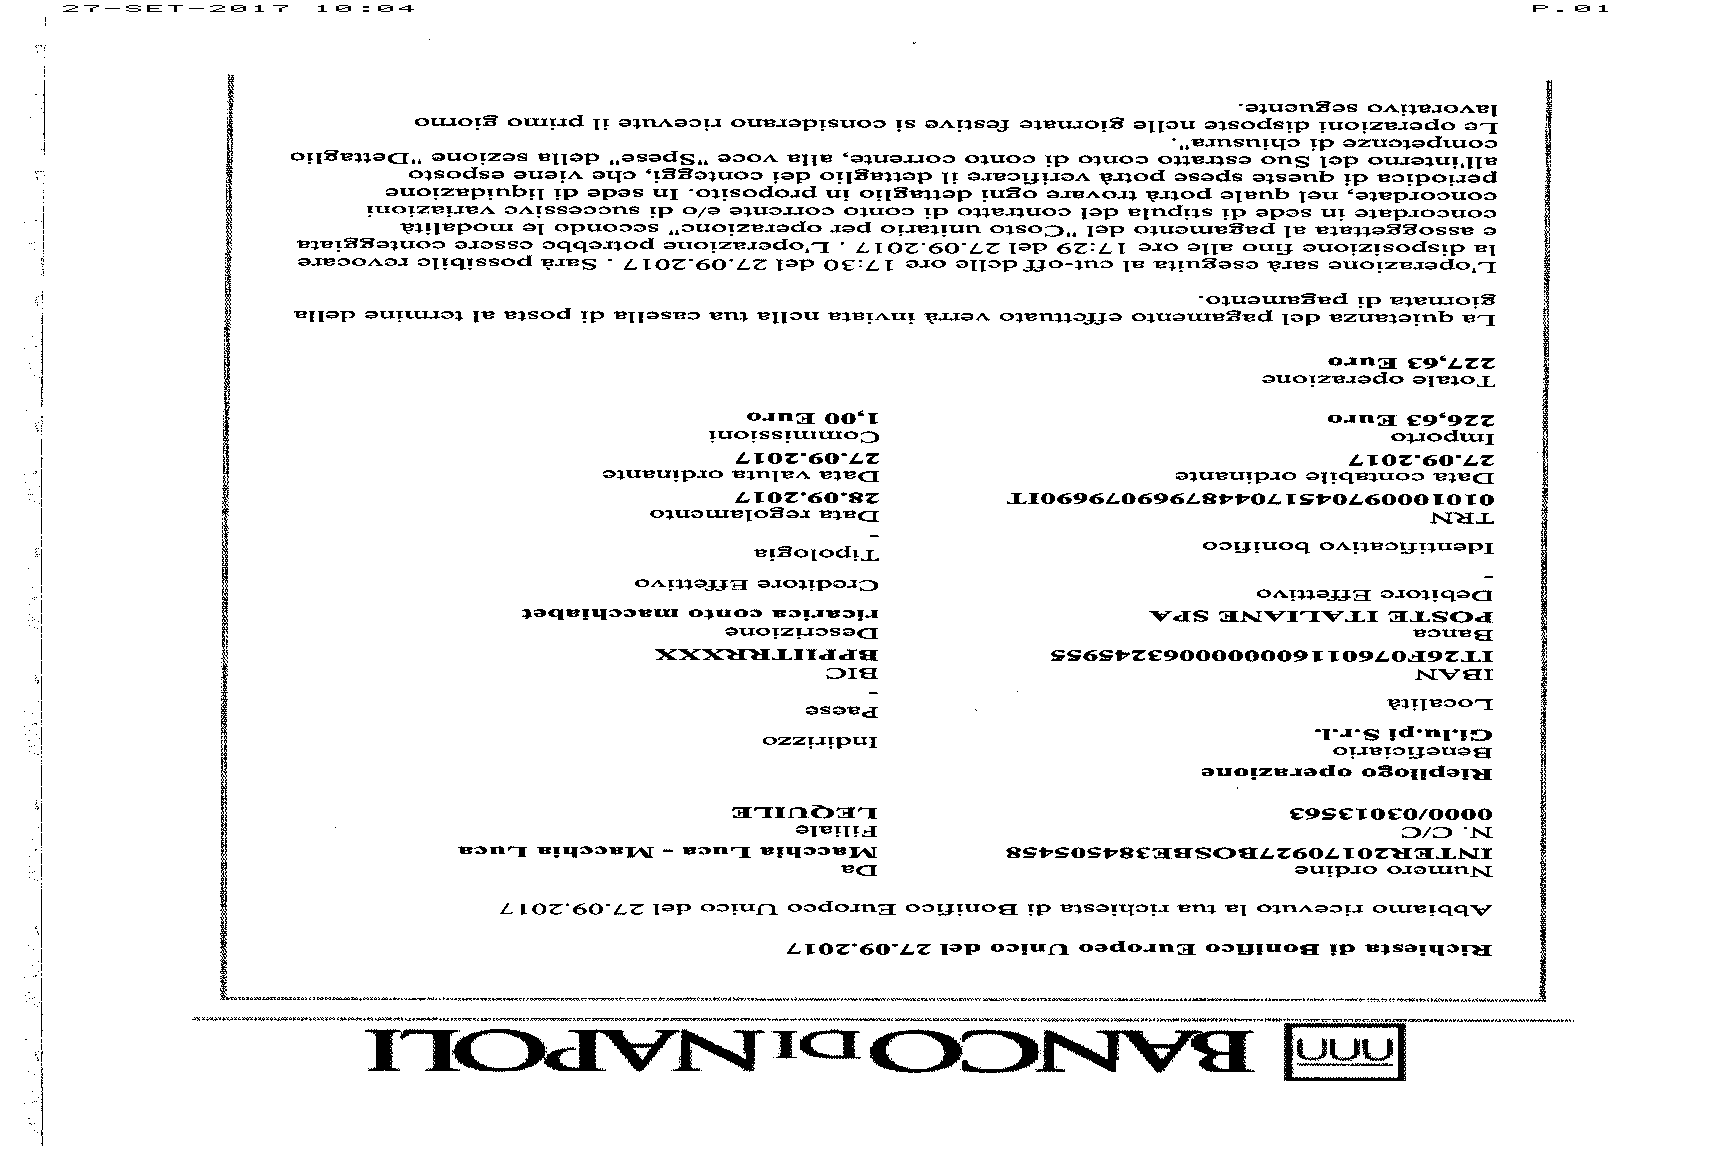 27-SET-2017 10:04 P.01
BANCO DI NAPOLI
Richiesta di Bonifico Europeo Unico del 27.09.2017
Abbiamo ricevuto la tua richiesta di Bonifico Europeo Unico del 27.09.2017
Numero ordine Da
INTER20170927BOSBE384505458 Macchia Luca - Macchia Luca
N. C/C Filiale
0000/03013563 LEQUILE
Riepilogo operazione
Beneficiario Indirizzo
Gi.lu.pi S.r.l.
Località Paese
-
IBAN BIC
IT26F0760116000000063245955 BPPIITRRXXX
Banca Descrizione
POSTE ITALIANE SPA ricarica conto macchiabet
Debitore Effettivo Creditore Effettivo
-
Identificativo bonifico Tipologia
-
TRN Data regolamento
0101000970451704487969079690IT 28.09.2017
Data contabile ordinante Data valuta ordinante
27.09.2017 27.09.2017
Importo Commissioni
226,63 Euro 1,00 Euro
Totale operazione
227,63 Euro
La quietanza del pagamento effettuato verrà inviata nella tua casella di posta al termine della
giornata di pagamento.
L'operazione sarà eseguita al cut-off delle ore 17:30 del 27.09.2017 . Sarà possibile revocare
la disposizione fino alle ore 17:29 del 27.09.2017 . L'operazione potrebbe essere conteggiata
e assoggettata al pagamento del "Costo unitario per operazione" secondo le modalità
concordate in sede di stipula del contratto di conto corrente e/o di successive variazioni
concordate, nel quale potrà trovare ogni dettaglio in proposito. In sede di liquidazione
periodica di queste spese potrà verificare il dettaglio dei conteggi, che viene esposto
all'interno del Suo estratto conto di conto corrente, alla voce "Spese" della sezione "Dettaglio
competenze di chiusura".
Le operazioni disposte nelle giornate festive si considerano ricevute il primo giorno
lavorativo seguente.